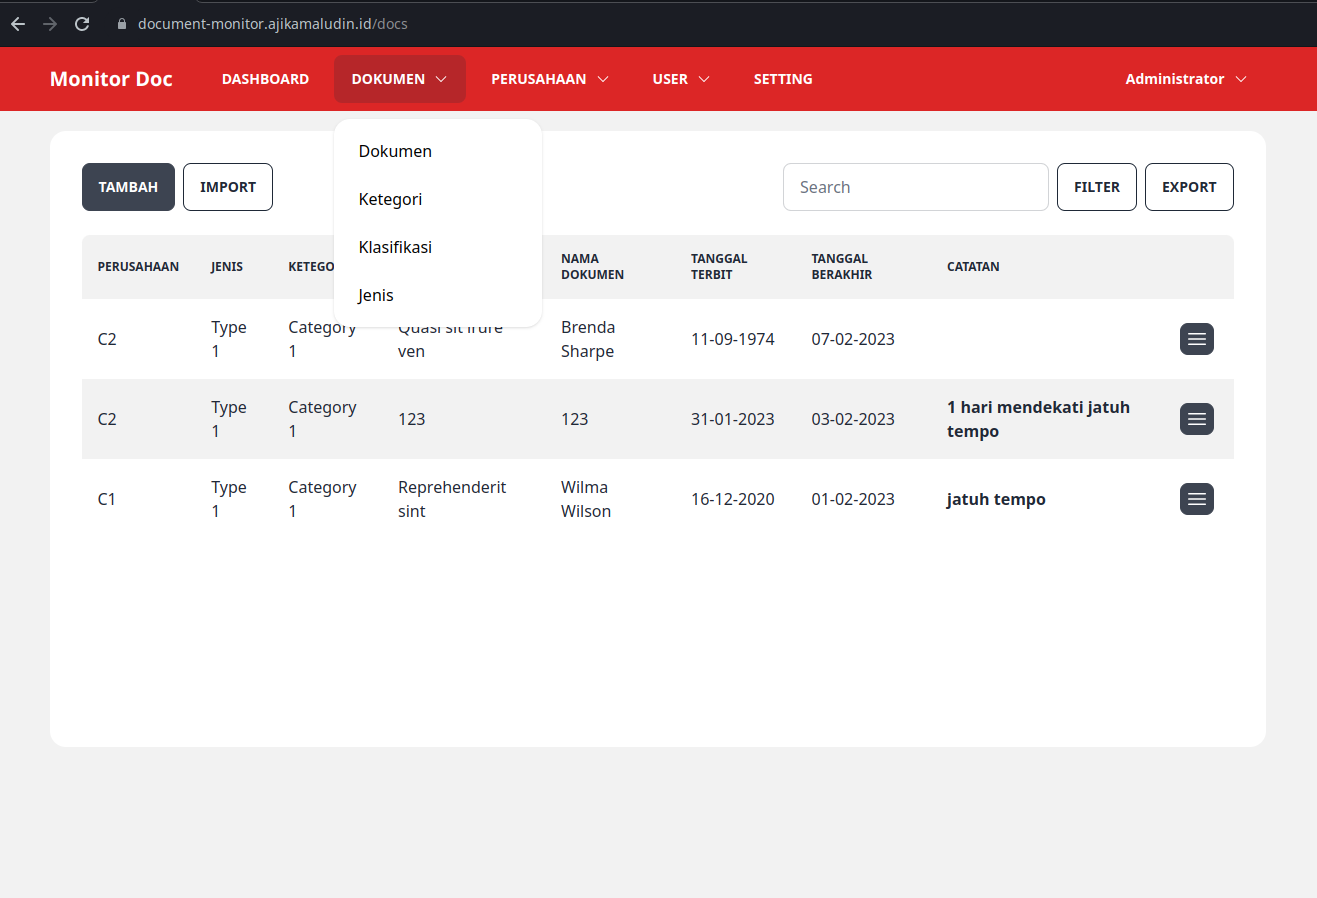 document-monitor.ajikamaludin.id/docs
Monitor Doc
DASHBOARD
DOKUMEN
PERUSAHAAN
USER
SETTING
Administrator
Dokumen
Ketegori
Klasifikasi
Jenis
TAMBAH
IMPORT
Search
FILTER
EXPORT
PERUSAHAAN
JENIS
KETEGO
NAMA
DOKUMEN
TANGGAL
TERBIT
TANGGAL
BERAKHIR
CATATAN
C2
Type
1
Category
1
Quasi sit irure
ven
Brenda
Sharpe
11-09-1974
07-02-2023
C2
Type
1
Category
1
123
123
31-01-2023
03-02-2023
1 hari mendekati jatuh
tempo
C1
Type
1
Category
1
Reprehenderit
sint
Wilma
Wilson
16-12-2020
01-02-2023
jatuh tempo